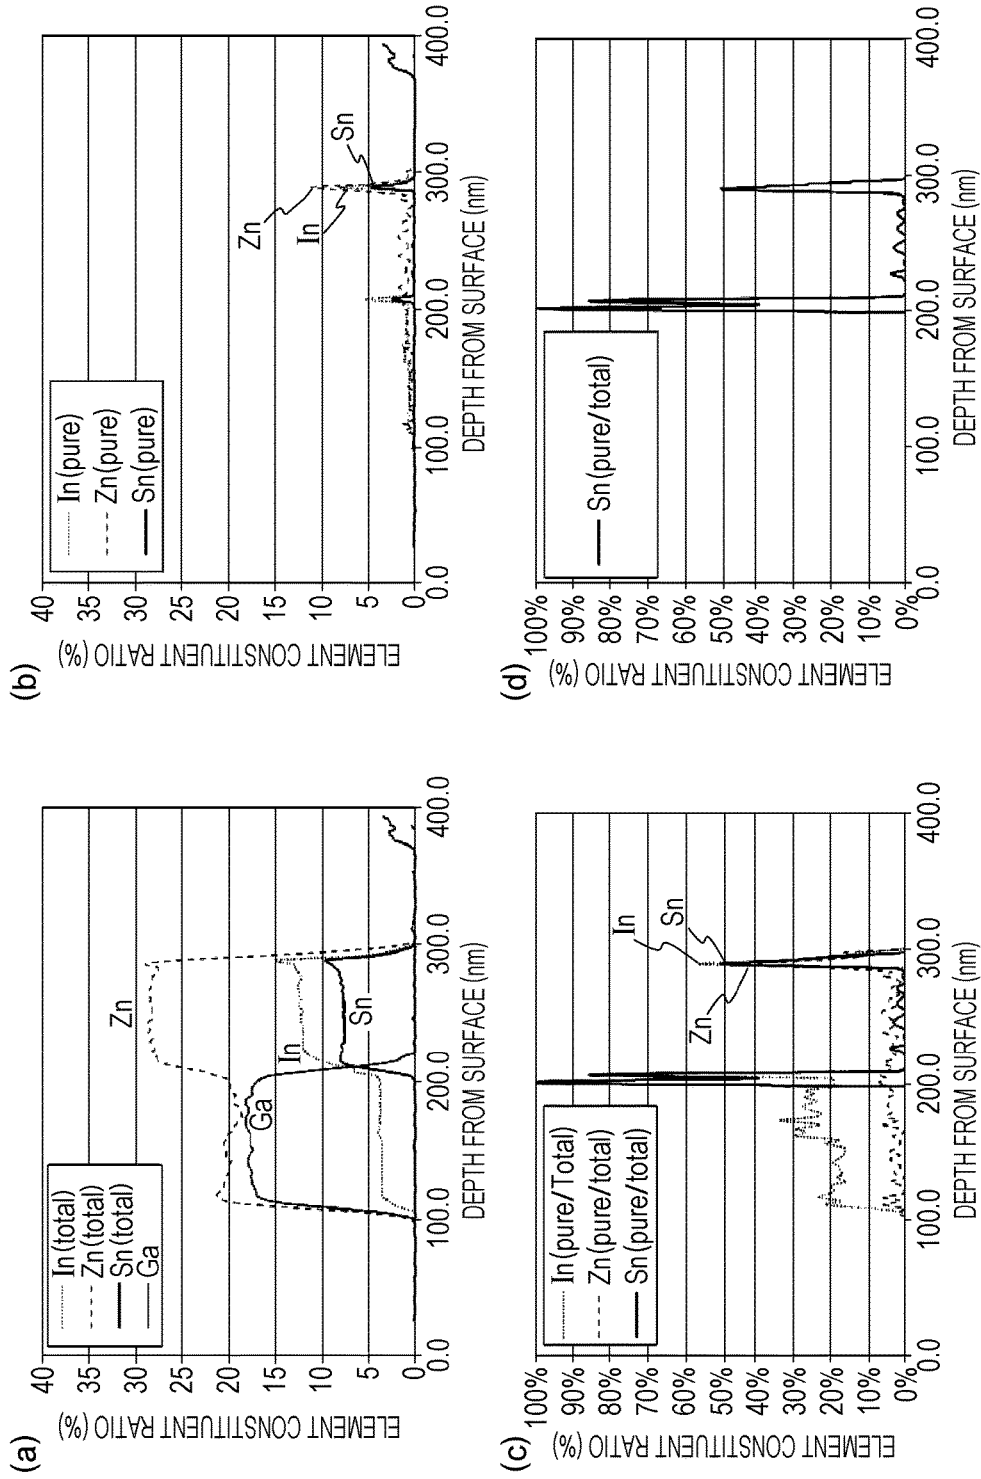 (a)
ELEMENT CONSTITUENT RATIO (%)
40
35
30
25
20
15
10
5
0
In(total)
Zn(total)
Sn(total)
Ga
Zn
In
Ga
Sn
0.0
100.0
200.0
300.0
400.0
DEPTH FROM SURFACE (nm)
(b)
ELEMENT CONSTITUENT RATIO (%)
40
35
30
25
20
15
10
5
0
In(pure)
Zn(pure)
Sn(pure)
Zn
In
Sn
0.0
100.0
200.0
300.0
400.0
DEPTH FROM SURFACE (nm)
(c)
ELEMENT CONSTITUENT RATIO (%)
100%
90%
80%
70%
60%
50%
40%
30%
20%
10%
0%
In(pure/Total)
Zn(pure/total)
Sn(pure/total)
In
Sn
Zn
0.0
100.0
200.0
300.0
400.0
DEPTH FROM SURFACE (nm)
(d)
ELEMENT CONSTITUENT RATIO (%)
100%
90%
80%
70%
60%
50%
40%
30%
20%
10%
0%
Sn(pure/total)
0.0
100.0
200.0
300.0
400.0
DEPTH FROM SURFACE (nm)